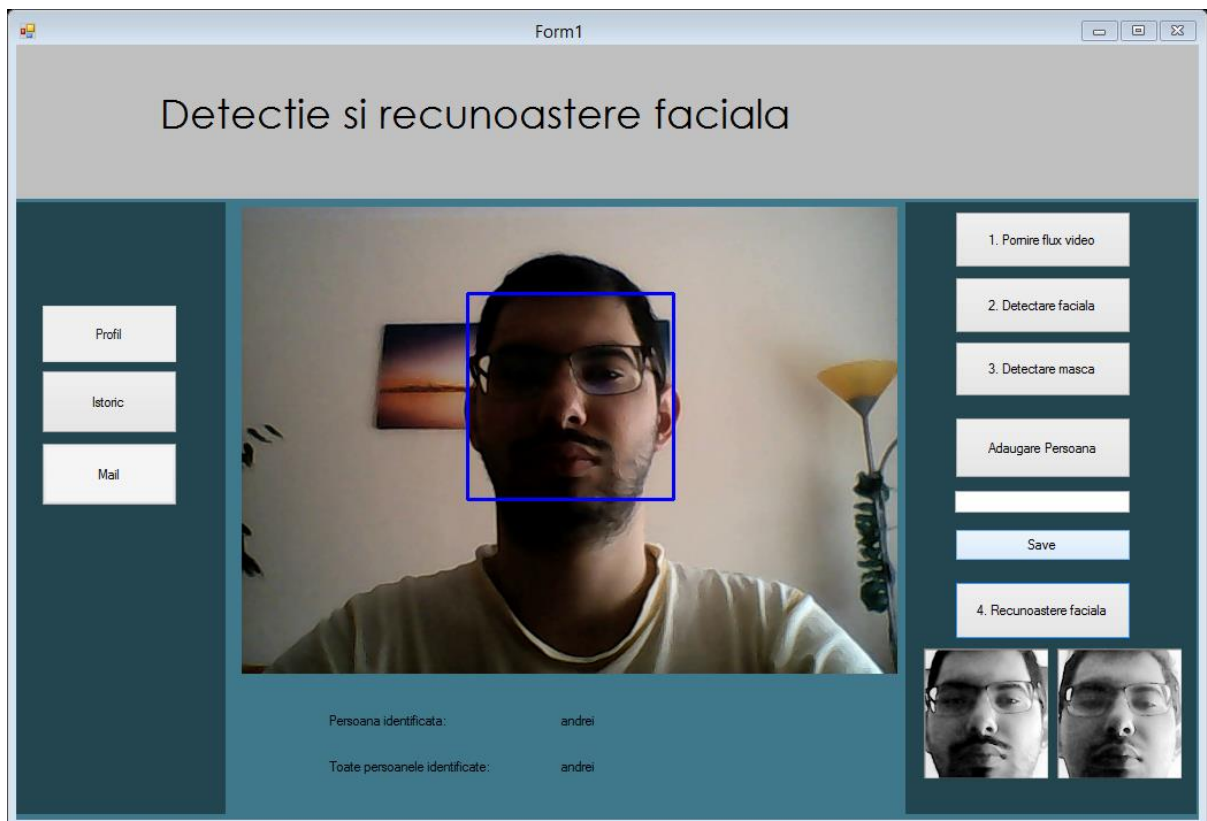 Form1
Detectie si recunoastere faciala
Profil
Istoric
Mail
1. Pornire flux video
2. Detectare faciala
3. Detectare masca
Adaugare Persoana
Save
4. Recunoastere faciala
Persoana identificata: andrei
Toate persoanele identificate: andrei